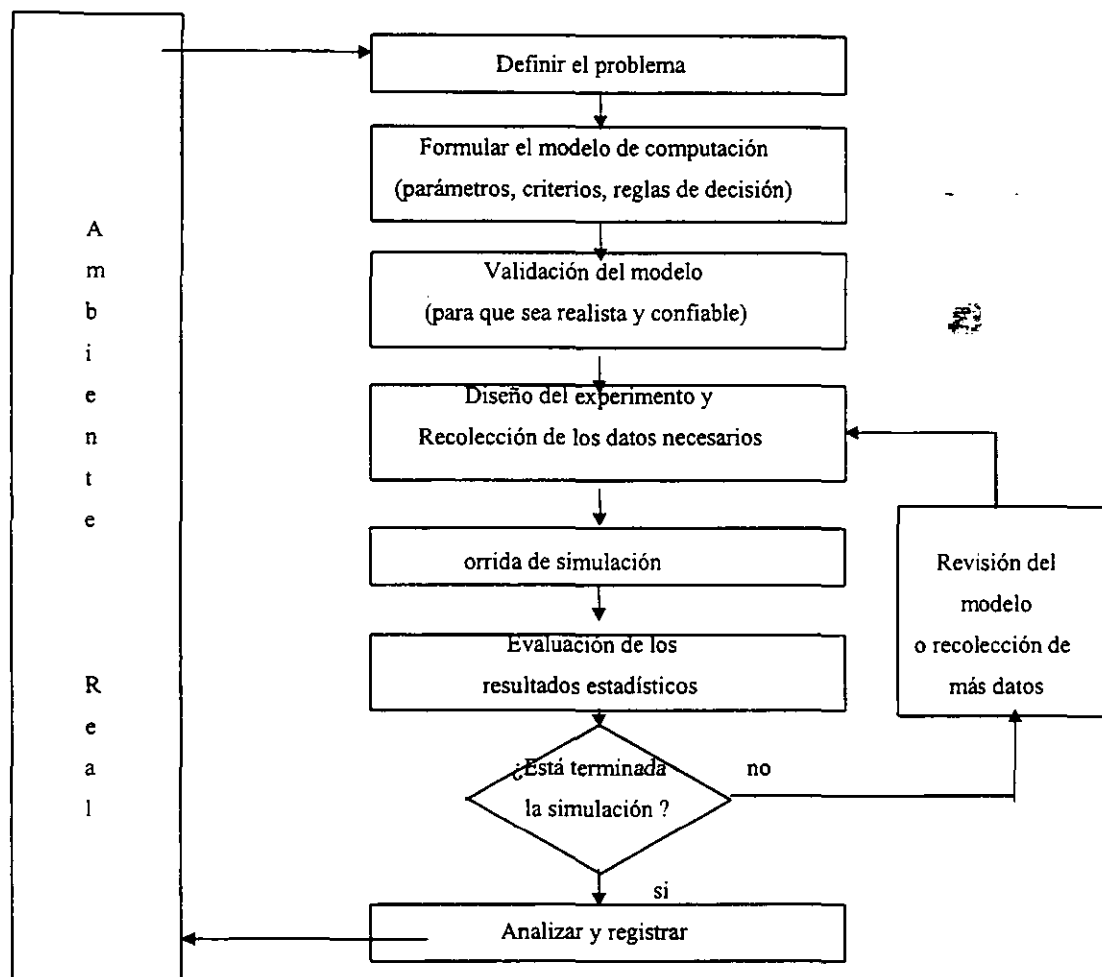 Ambiente Real
Definir el problema
Formular el modelo de computación
(parámetros, criterios, reglas de decisión)
Validación del modelo
(para que sea realista y confiable)
Diseño del experimento y
Recolección de los datos necesarios
orrida de simulación
Evaluación de los
resultados estadísticos
¿Está terminada
la simulación ?
no
Revisión del
modelo
o recolección de
más datos
si
Analizar y registrar